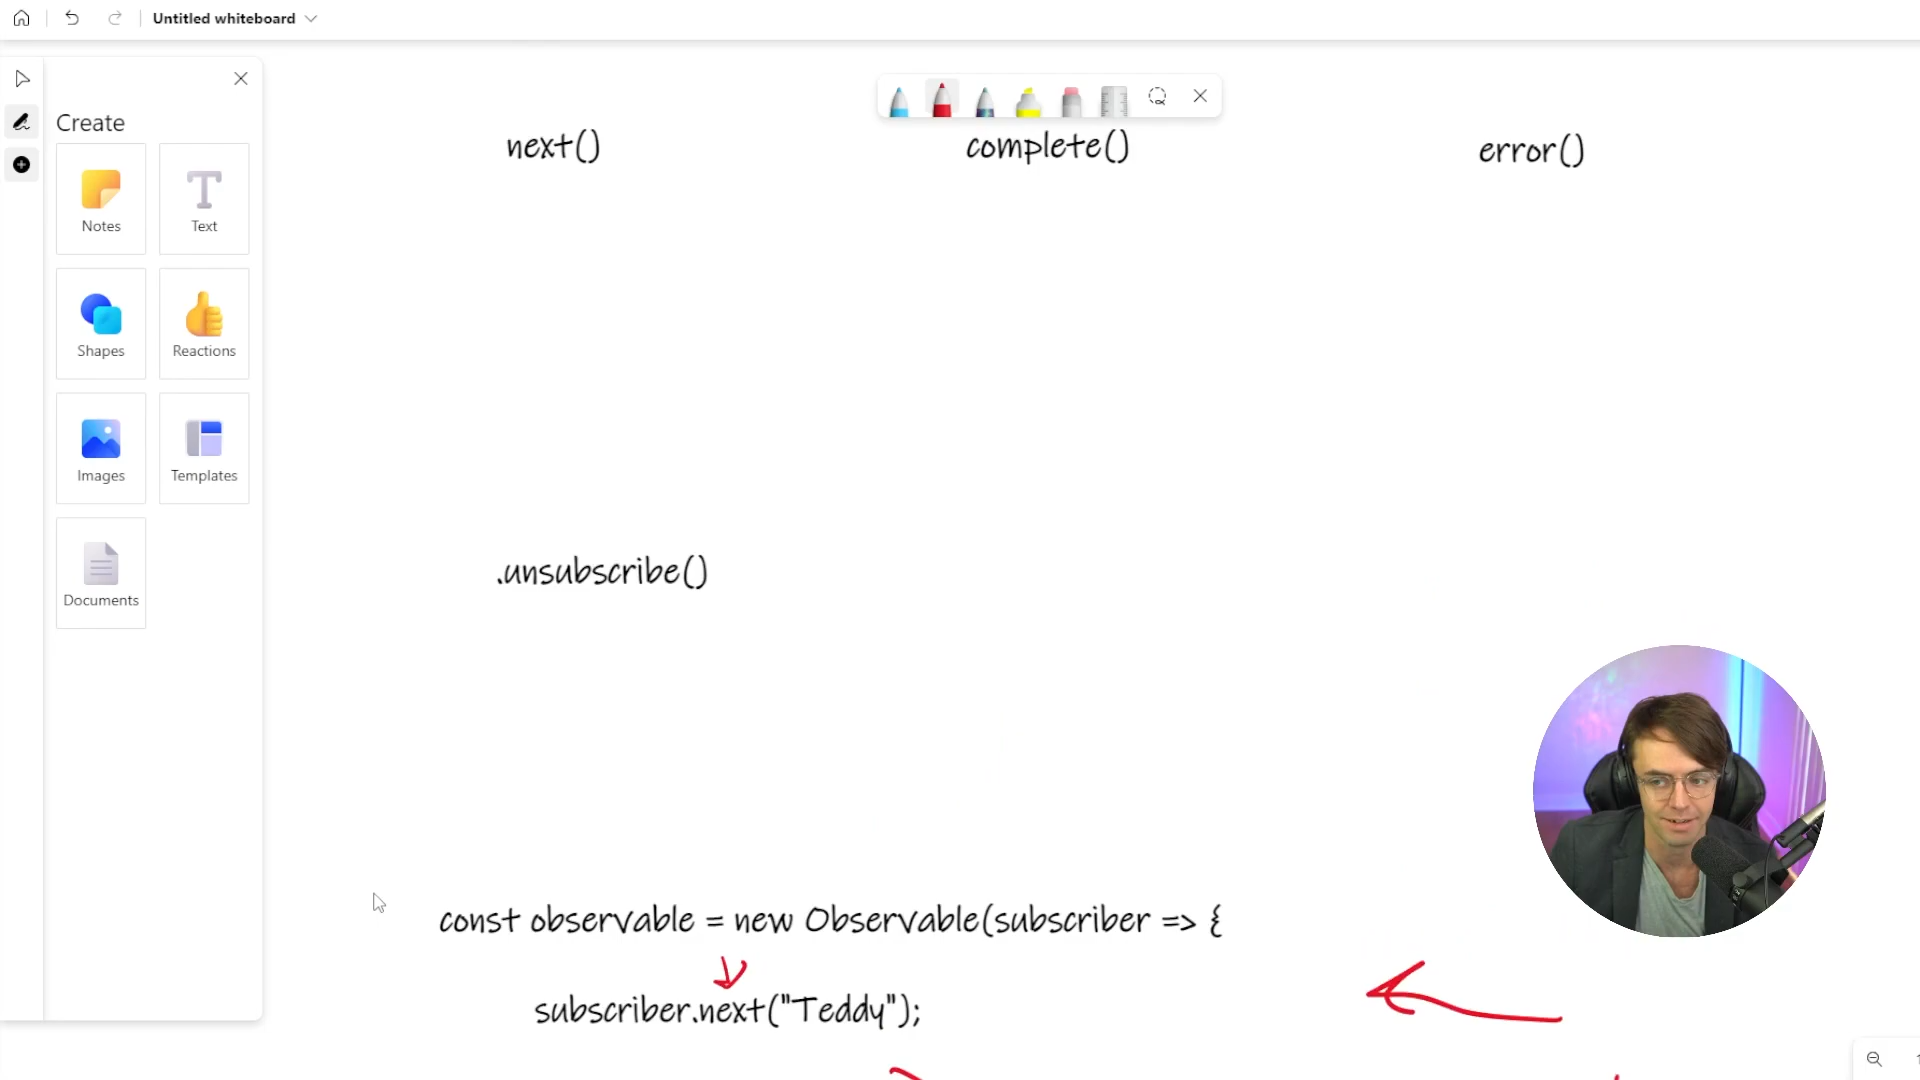 Untitled whiteboard
Create
Notes
Text
Shapes
Reactions
Images
Templates
Documents
next()
complete()
error()
.unsubscribe()
const observable = new Observable(subscriber => {
subscriber.next("Teddy");